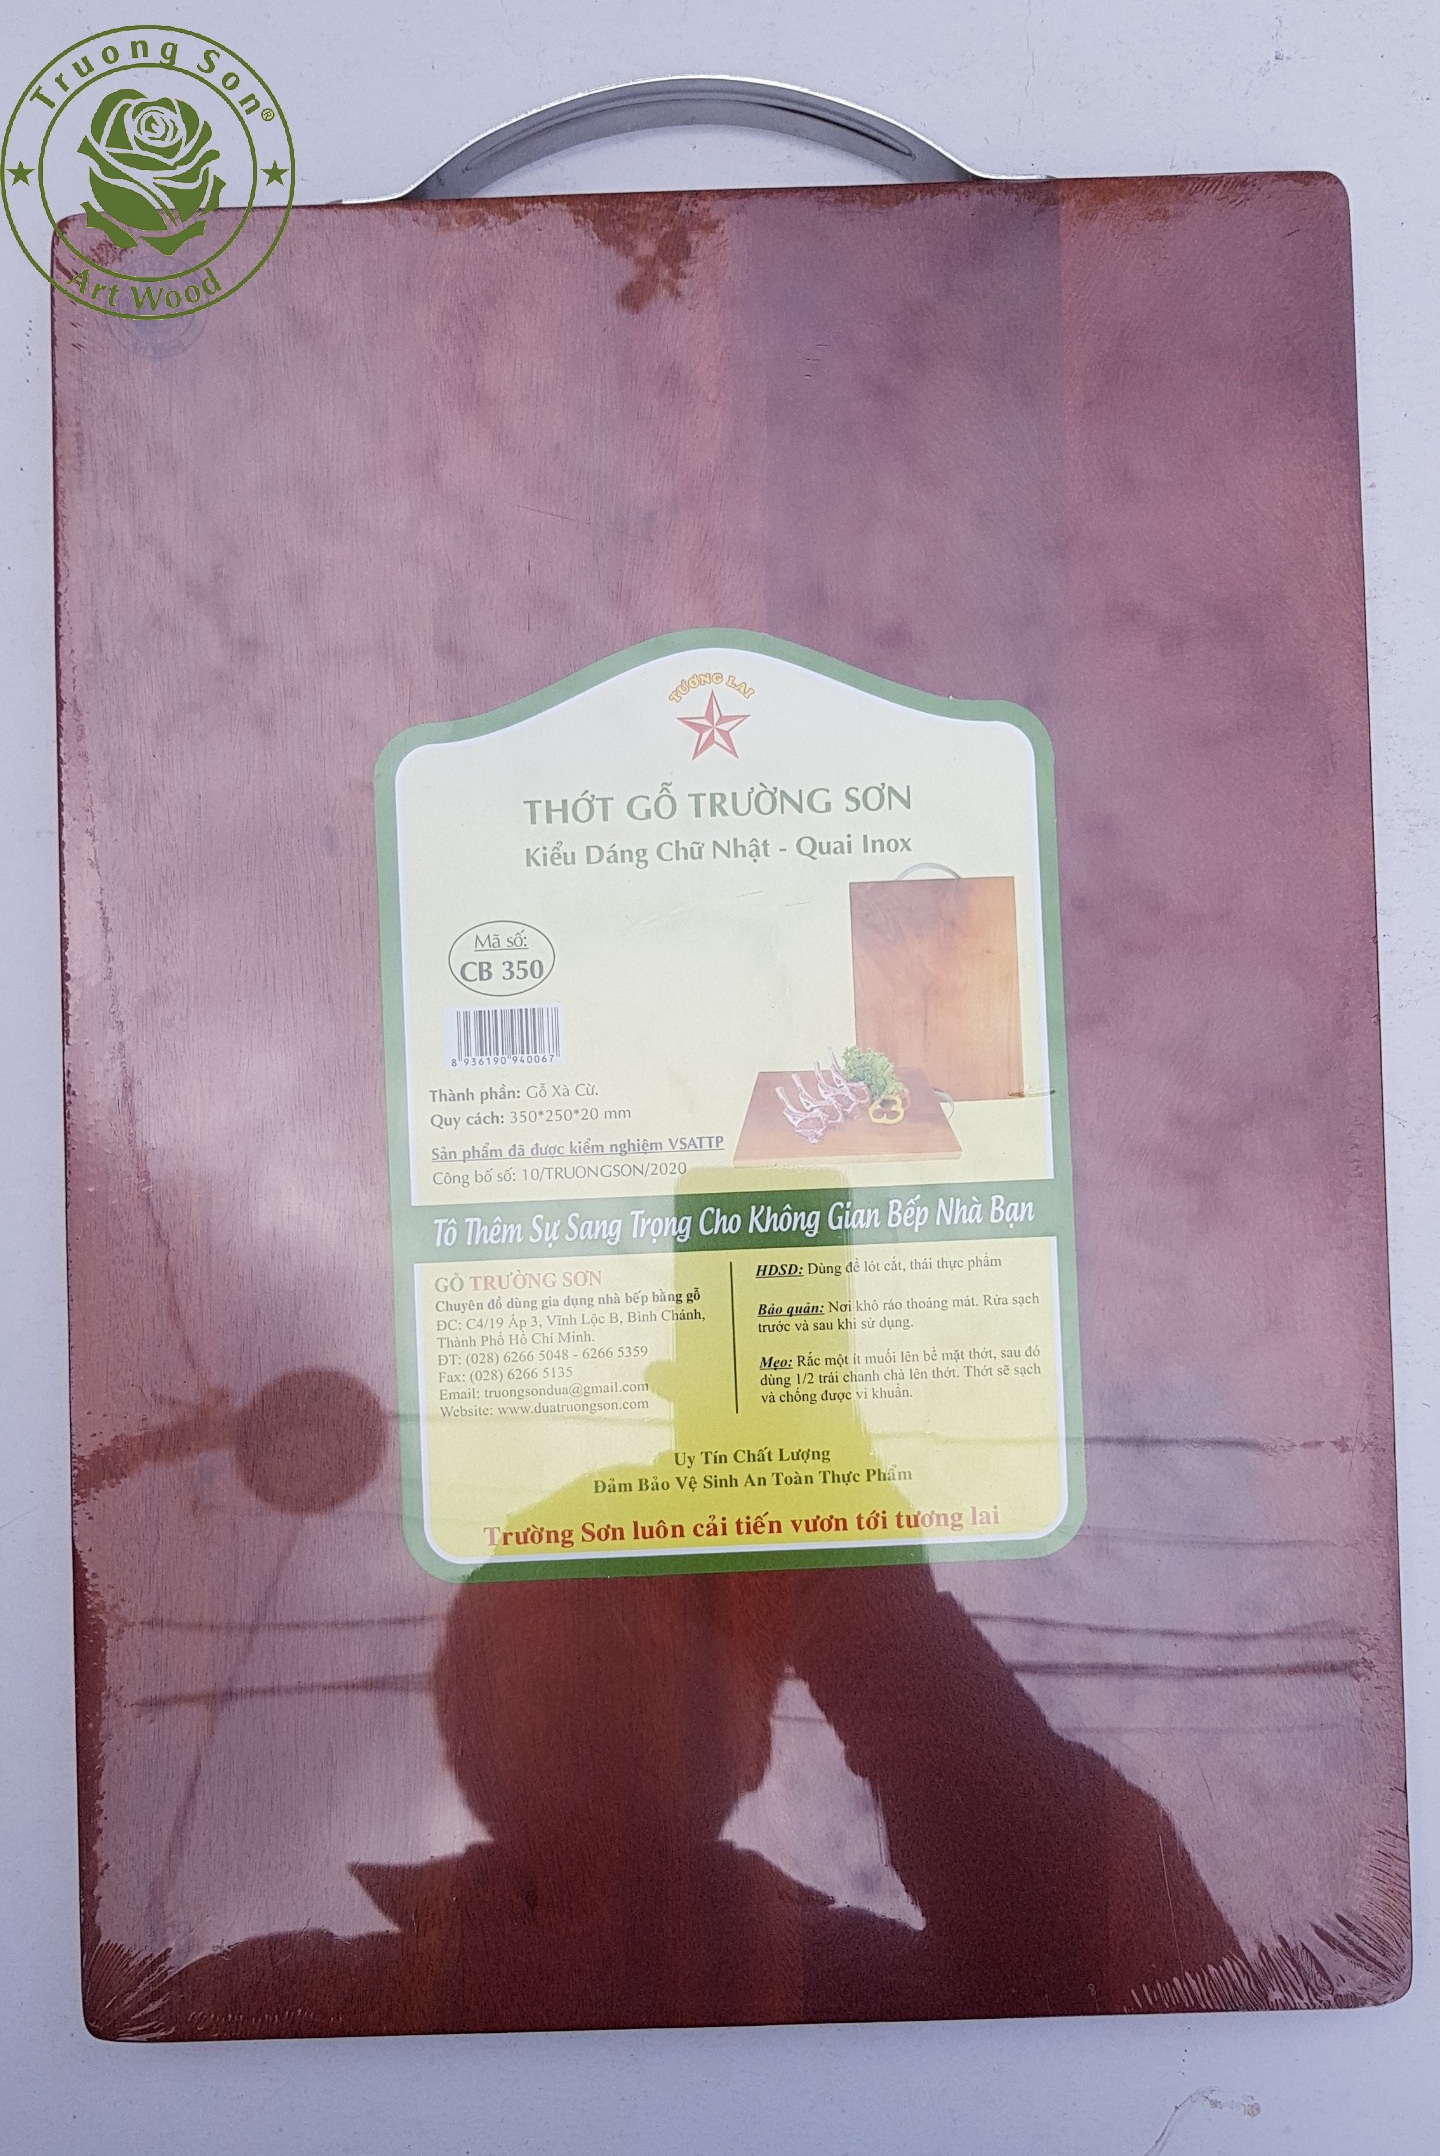 Truong Son®
Art Wood
TƯƠNG LAI
THỚT GỖ TRƯỜNG SƠN
Kiểu Dáng Chữ Nhật - Quai Inox
Mã số:
CB 350
8 936190 940067
Thành phần: Gỗ Xà Cừ.
Quy cách: 350*250*20 mm
Sản phẩm đã được kiểm nghiệm VSATTP
Công bố số: 10/TRUONGSON/2020
Tô Thêm Sự Sang Trọng Cho Không Gian Bếp Nhà Bạn
GỖ TRƯỜNG SƠN
Chuyên đồ dùng gia dụng nhà bếp bằng gỗ
ĐC: C4/19 Ấp 3, Vĩnh Lộc B, Bình Chánh,
Thành Phố Hồ Chí Minh.
ĐT: (028) 6266 5048 - 6266 5359
Fax: (028) 6266 5135
Email: truongsondua@gmail.com
Website: www.duatruongson.com
HDSD: Dùng để lót cắt, thái thực phẩm
Bảo quản: Nơi khô ráo thoáng mát. Rửa sạch
trước và sau khi sử dụng.
Mẹo: Rắc một ít muối lên bề mặt thớt, sau đó
dùng 1/2 trái chanh chà lên thớt. Thớt sẽ sạch
và chống được vi khuẩn.
Uy Tín Chất Lượng
Đảm Bảo Vệ Sinh An Toàn Thực Phẩm
Trường Sơn luôn cải tiến vươn tới tương lai